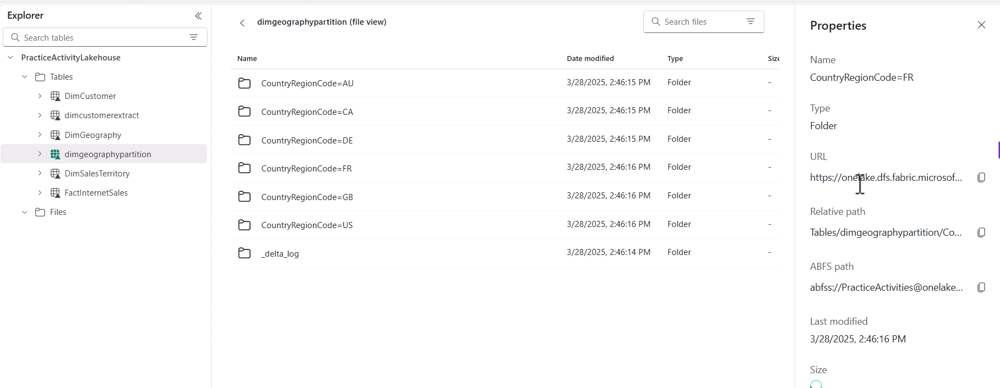 Explorer
Search tables
PracticeActivityLakehouse
Tables
DimCustomer
dimcustomerextract
DimGeography
dimgeographypartition
DimSalesTerritory
FactInternetSales
Files
dimgeographypartition (file view)
Search files
Name Date modified Type Size
CountryRegionCode=AU 3/28/2025, 2:46:15 PM Folder -
CountryRegionCode=CA 3/28/2025, 2:46:15 PM Folder -
CountryRegionCode=DE 3/28/2025, 2:46:15 PM Folder -
CountryRegionCode=FR 3/28/2025, 2:46:16 PM Folder -
CountryRegionCode=GB 3/28/2025, 2:46:16 PM Folder -
CountryRegionCode=US 3/28/2025, 2:46:16 PM Folder -
_delta_log 3/28/2025, 2:46:14 PM Folder -
Properties
Name
CountryRegionCode=FR
Type
Folder
URL
https://onelake.dfs.fabric.microsof...
Relative path
Tables/dimgeographypartition/Co...
ABFS path
abfss://PracticeActivities@onelake...
Last modified
3/28/2025, 2:46:16 PM
Size